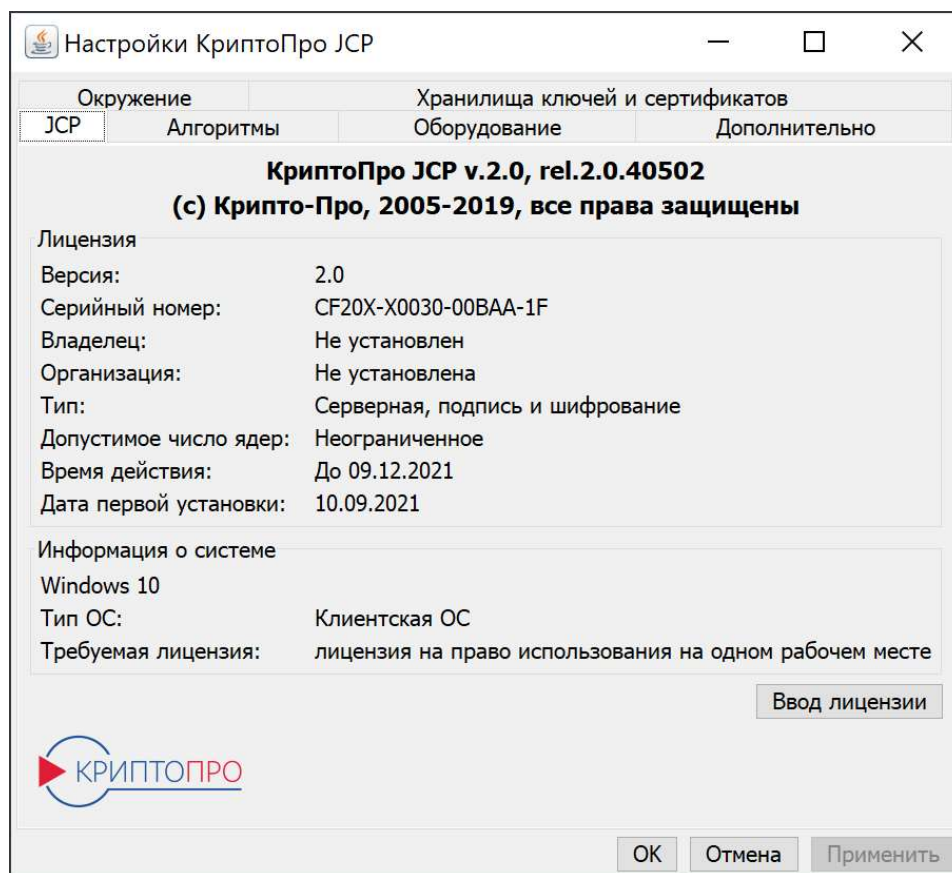 Настройки КриптоПро JCP
Окружение Хранилища ключей и сертификатов
JCP Алгоритмы Оборудование Дополнительно
КриптоПро JCP v.2.0, rel.2.0.40502
(c) Крипто-Про, 2005-2019, все права защищены
Лицензия
Версия: 2.0
Серийный номер: CF20X-X0030-00BAA-1F
Владелец: Не установлен
Организация: Не установлена
Тип: Серверная, подпись и шифрование
Допустимое число ядер: Неограниченное
Время действия: До 09.12.2021
Дата первой установки: 10.09.2021
Информация о системе
Windows 10
Тип ОС: Клиентская ОС
Требуемая лицензия: лицензия на право использования на одном рабочем месте
Ввод лицензии
КРИПТОПРО
OK Отмена Применить